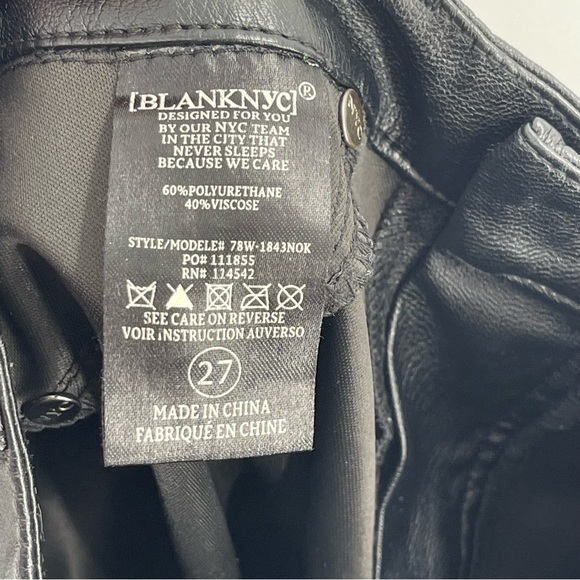 [BLANKNYC]®
DESIGNED FOR YOU
BY OUR NYC TEAM
IN THE CITY THAT
NEVER SLEEPS
BECAUSE WE CARE
60%POLYURETHANE
40%VISCOSE
STYLE/MODELE# 78W-1843NOK
PO# 111855
RN# 114542
SEE CARE ON REVERSE
VOIR iNSTRUCTION AUVERSO
27
MADE IN CHINA
FABRIQUÉ EN CHINE